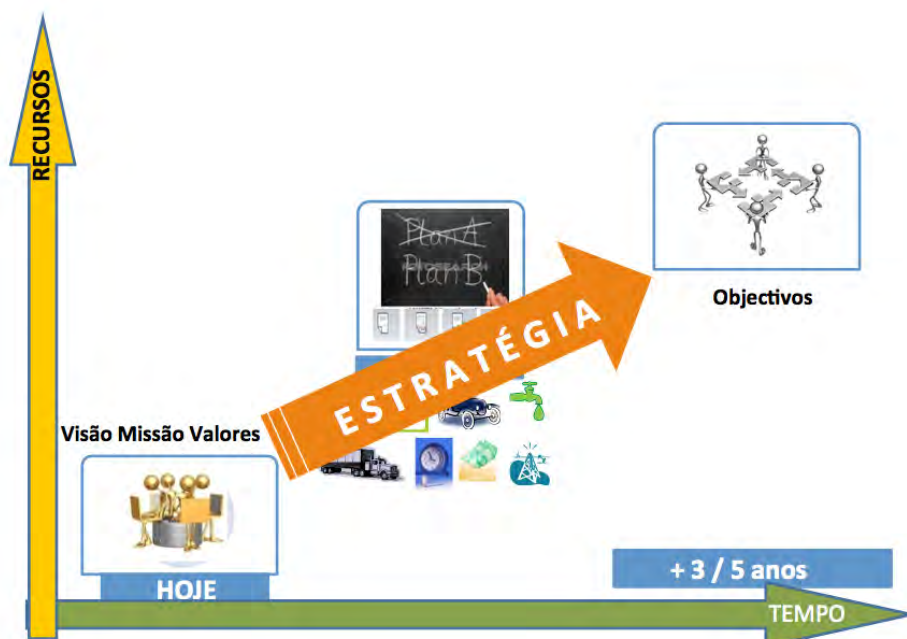 RECURSOS
Plan A
Plan B
ESTRATÉGIA
Objectivos
Visão Missão Valores
HOJE
+ 3 / 5 anos
TEMPO